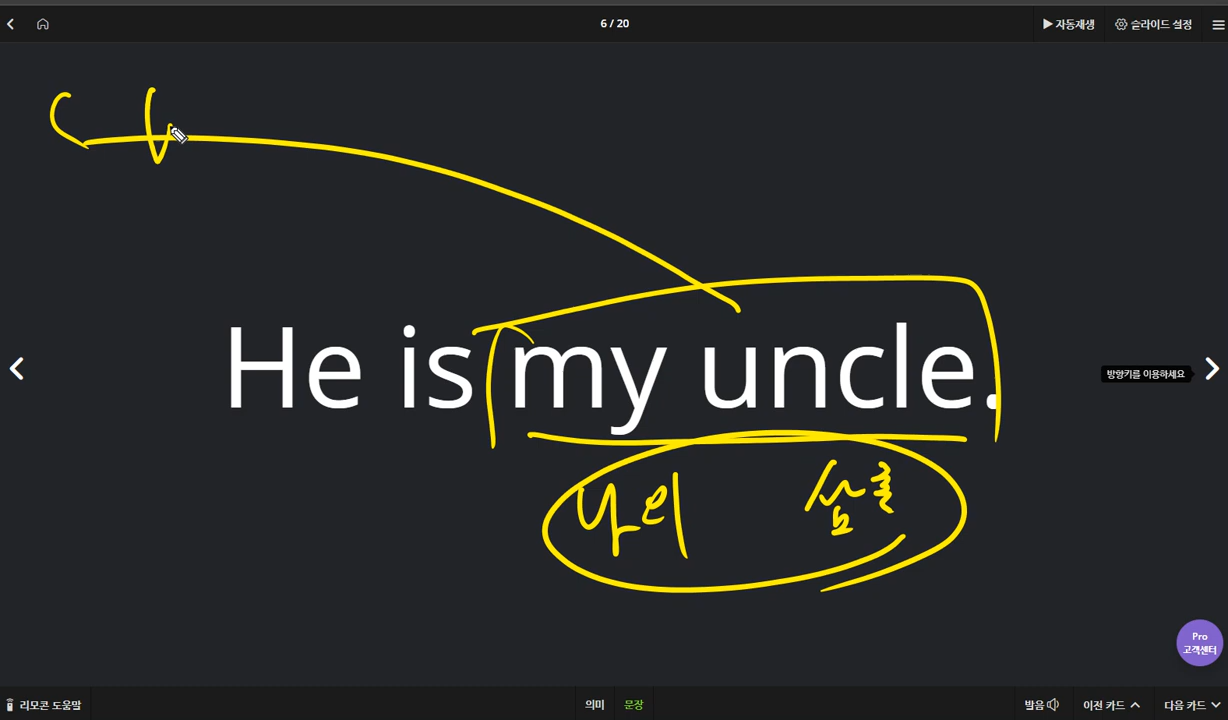 6 / 20
▶ 자동재생 슬라이드 설정
He is my uncle.
방향키를 이용하세요
나의 삼촌
Pro
고객센터
리모콘 도움말 의미 문장 발음 이전 카드 다음 카드